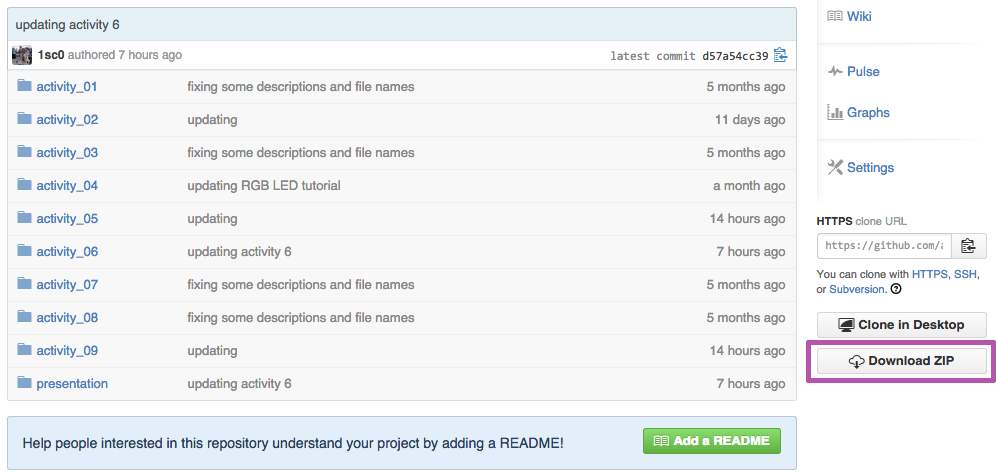 updating activity 6
1sc0 authored 7 hours ago latest commit d57a54cc39
activity_01 fixing some descriptions and file names 5 months ago
activity_02 updating 11 days ago
activity_03 fixing some descriptions and file names 5 months ago
activity_04 updating RGB LED tutorial a month ago
activity_05 updating 14 hours ago
activity_06 updating activity 6 7 hours ago
activity_07 fixing some descriptions and file names 5 months ago
activity_08 fixing some descriptions and file names 5 months ago
activity_09 updating 14 hours ago
presentation updating activity 6 7 hours ago
Help people interested in this repository understand your project by adding a README! Add a README
Wiki
Pulse
Graphs
Settings
HTTPS clone URL
https://github.com/a
You can clone with HTTPS, SSH,
or Subversion.
Clone in Desktop
Download ZIP